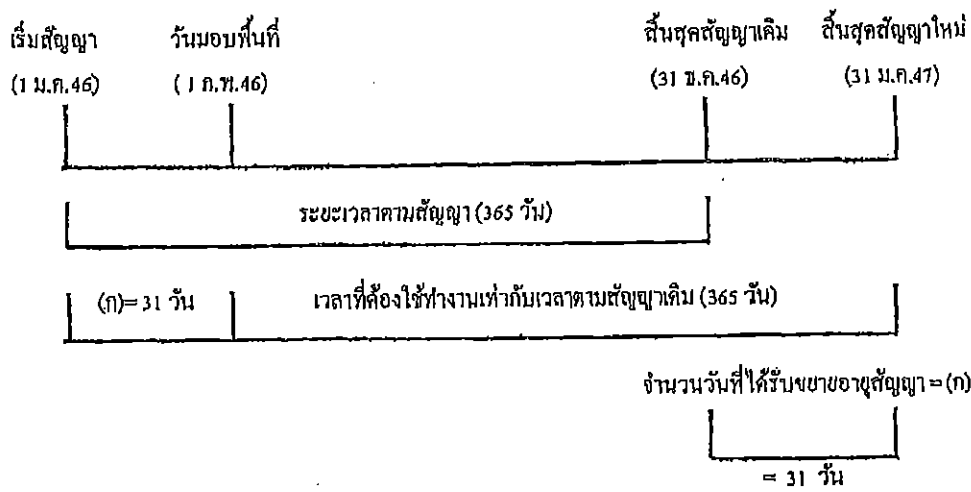 เริ่มสัญญา วันมอบพื้นที่ สิ้นสุดสัญญาเดิม สิ้นสุดสัญญาใหม่
(1 ม.ค.46) (1 ก.พ.46) (31 ธ.ค.46) (31 ม.ค.47)
ระยะเวลาตามสัญญา (365 วัน)
(ก)= 31 วัน เวลาที่ต้องใช้ทำงานเท่ากับเวลาตามสัญญาเดิม (365 วัน)
จำนวนวันที่ได้รับขยายอายุสัญญา = (ก)
= 31 วัน